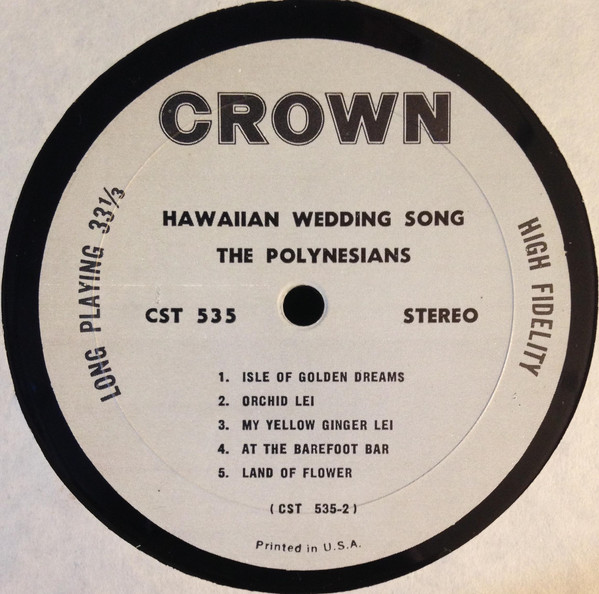 CROWN
LONG PLAYING 33⅓
HIGH FIDELITY
HAWAIIAN WEDDING SONG
THE POLYNESIANS
CST 535
STEREO
1. ISLE OF GOLDEN DREAMS
2. ORCHID LEI
3. MY YELLOW GINGER LEI
4. AT THE BAREFOOT BAR
5. LAND OF FLOWER
(CST 535-2)
Printed in U.S.A.